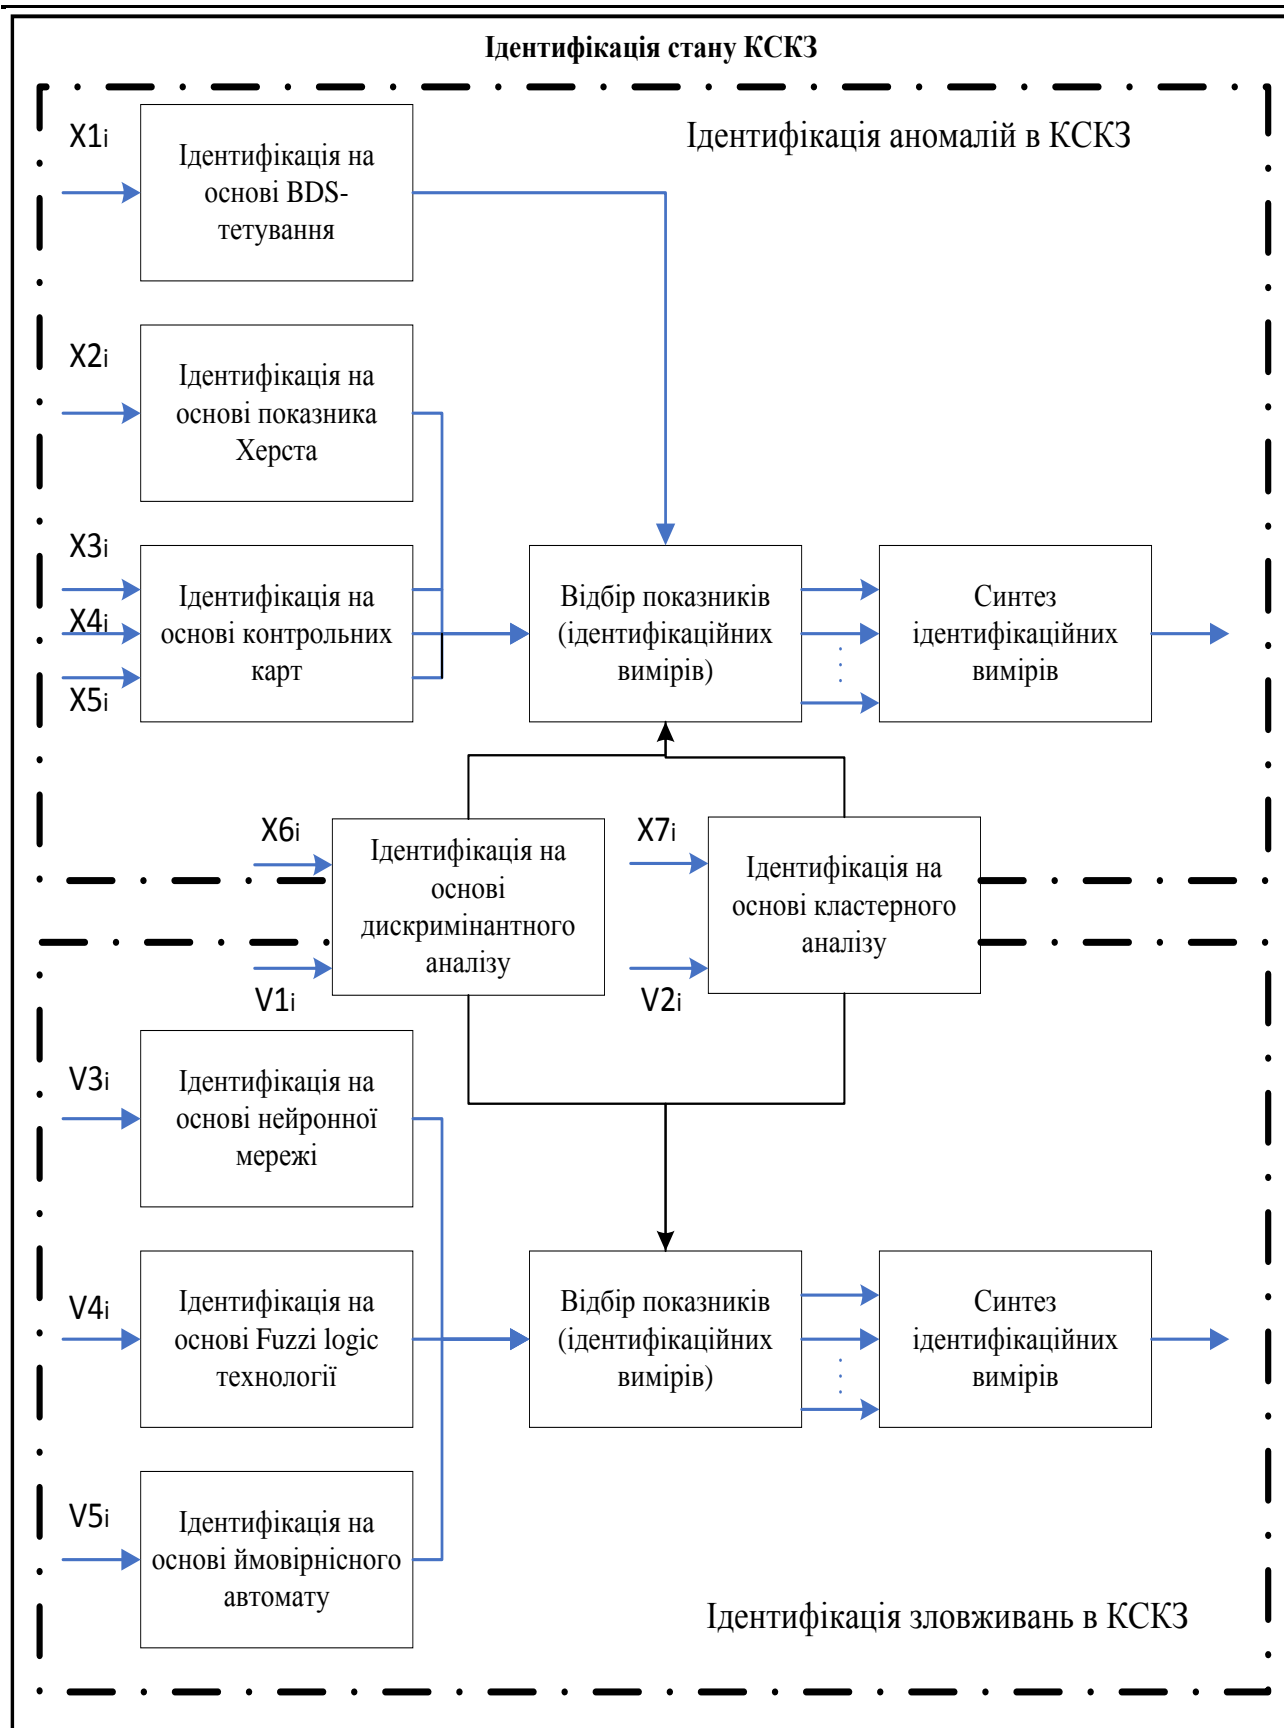 Ідентифікація стану КСКЗ
Ідентифікація аномалій в КСКЗ
X1i
Ідентифікація на
основі BDS-
тетування
X2i
Ідентифікація на
основі показника
Херста
X3i
X4i
X5i
Ідентифікація на
основі контрольних
карт
Відбір показників
(ідентифікаційних
вимірів)
Синтез
ідентифікаційних
вимірів
X6i
V1i
Ідентифікація на
основі
дискримінантного
аналізу
X7i
V2i
Ідентифікація на
основі кластерного
аналізу
V3i
Ідентифікація на
основі нейронної
мережі
V4i
Ідентифікація на
основі Fuzzi logic
технології
Відбір показників
(ідентифікаційних
вимірів)
Синтез
ідентифікаційних
вимірів
V5i
Ідентифікація на
основі ймовірнісного
автомату
Ідентифікація зловживань в КСКЗ